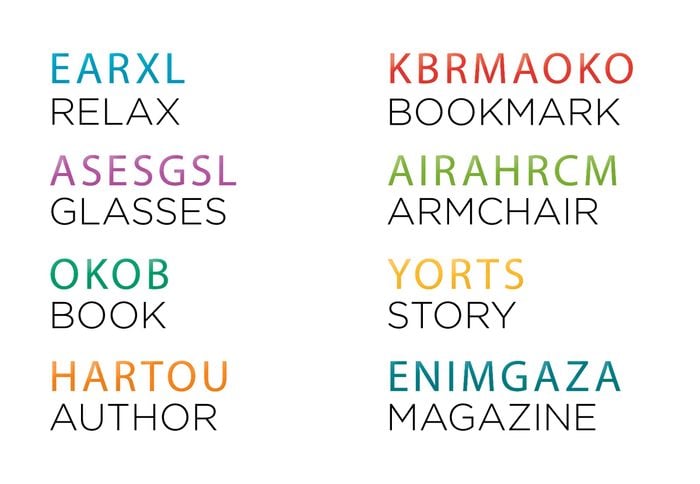 EARXL
RELAX
ASESGSL
GLASSES
OKOB
BOOK
HARTOU
AUTHOR
KBRMAOKO
BOOKMARK
AIRAHRCM
ARMCHAIR
YORTS
STORY
ENIMGAZA
MAGAZINE